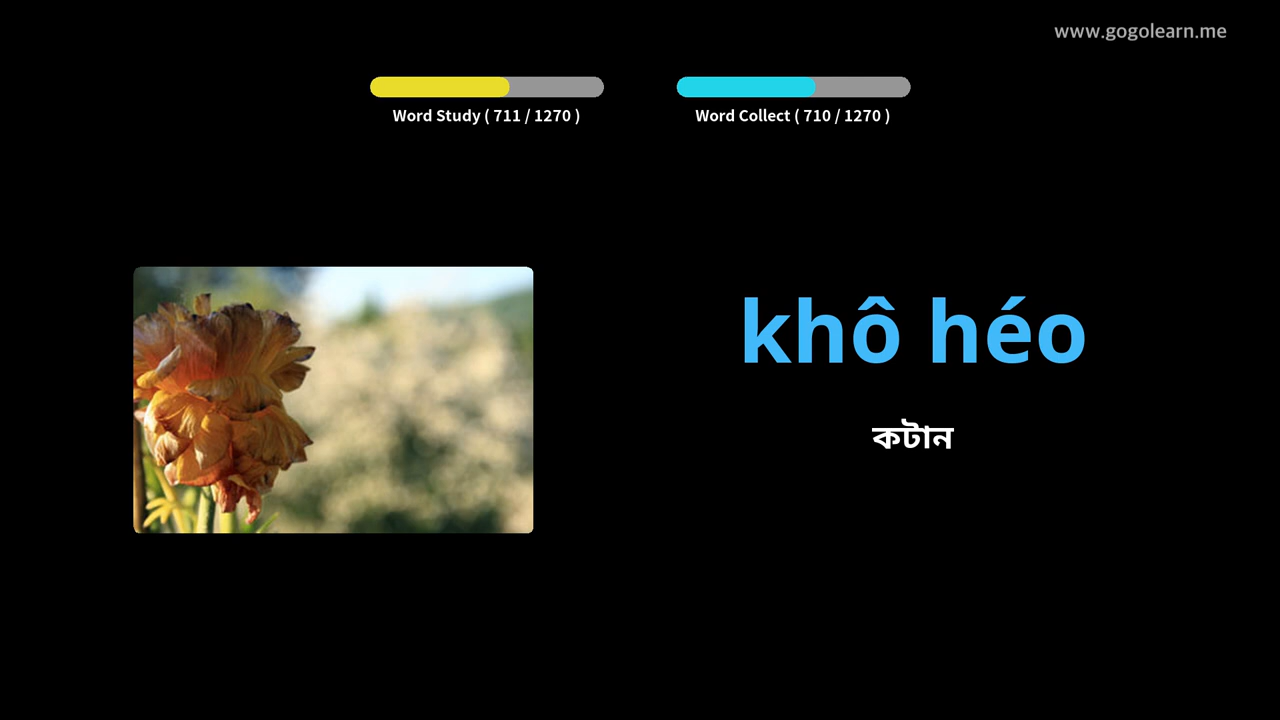 www.gogolearn.me
Word Study ( 711 / 1270 )
Word Collect ( 710 / 1270 )
khô héo
কটান